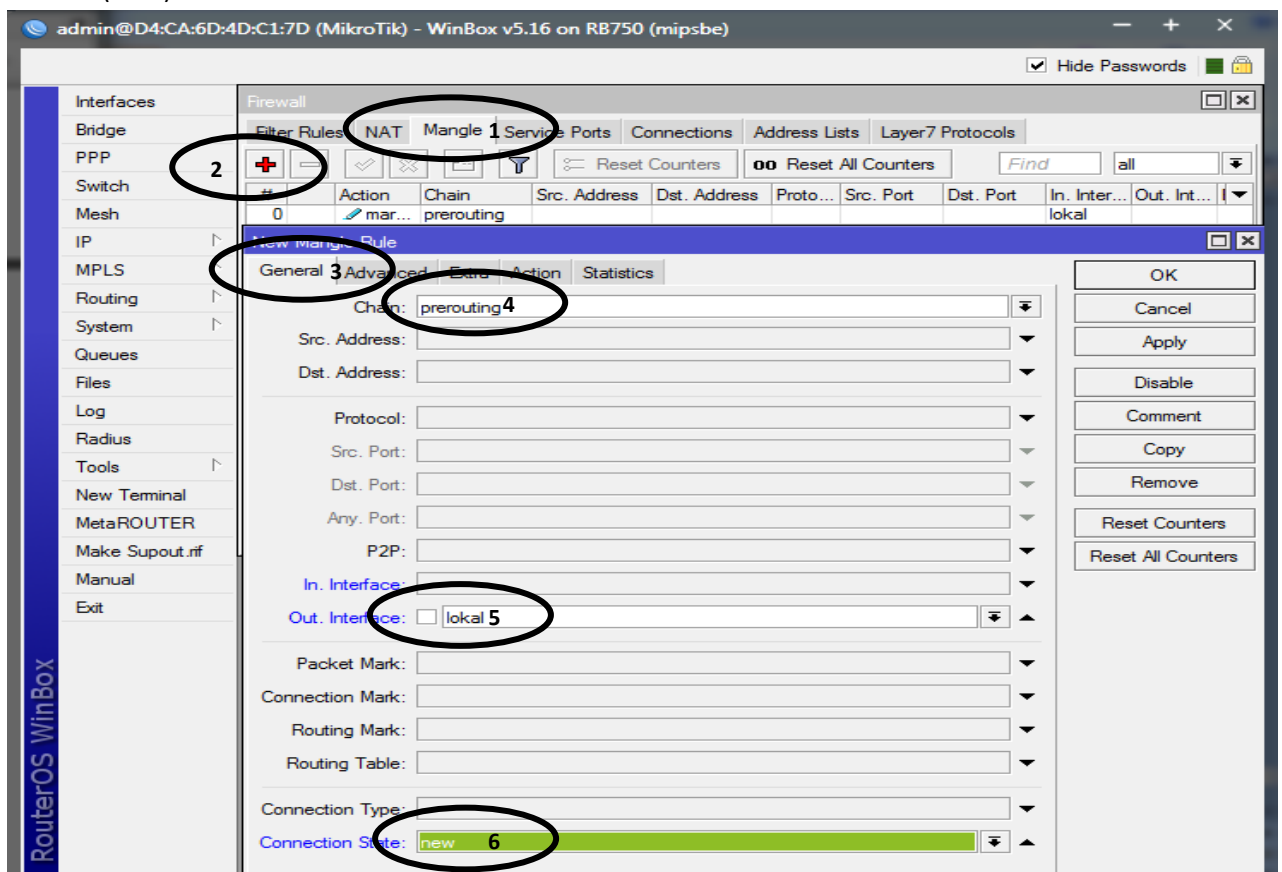 admin@D4:CA:6D:4D:C1:7D (MikroTik) - WinBox v5.16 on RB750 (mipsbe)
Hide Passwords
Interfaces
Bridge
PPP
Switch
Mesh
IP
MPLS
Routing
System
Queues
Files
Log
Radius
Tools
New Terminal
MetaROUTER
Make Supout.rif
Manual
Exit
RouterOS WinBox
Firewall
Filter Rules NAT Mangle 1 Service Ports Connections Address Lists Layer7 Protocols
2 Reset Counters 00 Reset All Counters Find all
# Action Chain Src. Address Dst. Address Proto... Src. Port Dst. Port In. Inter... Out. Int...
0 mar... prerouting lokal
New Mangle Rule
General 3 Advanced Extra Action Statistics
Chain: prerouting 4
Src. Address:
Dst. Address:
Protocol:
Src. Port:
Dst. Port:
Any. Port:
P2P:
In. Interface:
Out. Interface: lokal 5
Packet Mark:
Connection Mark:
Routing Mark:
Routing Table:
Connection Type:
Connection State: new 6
OK
Cancel
Apply
Disable
Comment
Copy
Remove
Reset Counters
Reset All Counters